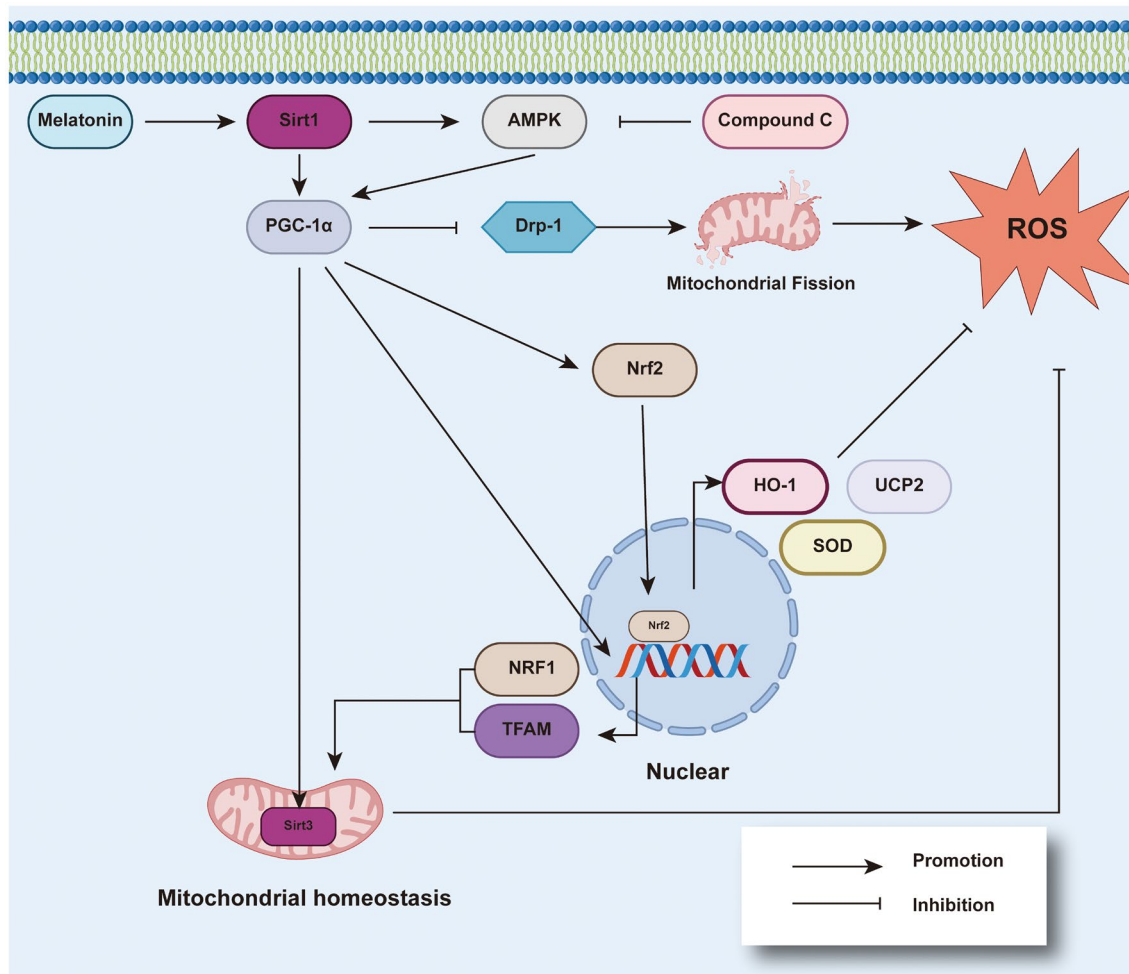 Melatonin
Sirt1
AMPK
Compound C
PGC-1α
Drp-1
ROS
Mitochondrial Fission
Nrf2
HO-1
UCP2
SOD
Nrf2
NRF1
TFAM
Nuclear
Sirt3
Mitochondrial homeostasis
Promotion
Inhibition